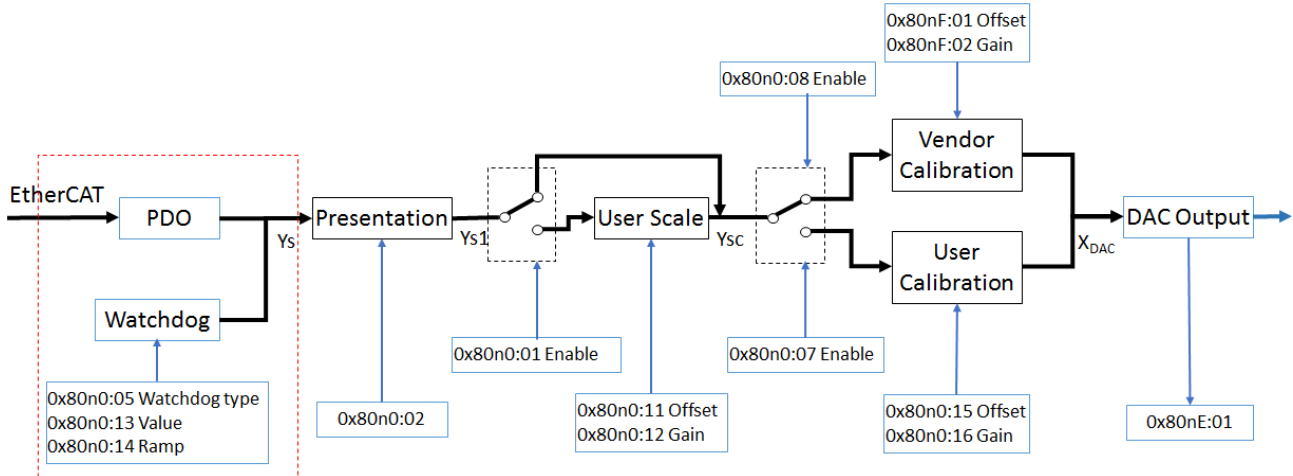 0x80nF:01 Offset
0x80nF:02 Gain
0x80n0:08 Enable
EtherCAT
PDO
Ys
Presentation
Ys1
User Scale
Ysc
Vendor
Calibration
User
Calibration
XDAC
DAC Output
Watchdog
0x80n0:01 Enable
0x80n0:07 Enable
0x80n0:05 Watchdog type
0x80n0:13 Value
0x80n0:14 Ramp
0x80n0:02
0x80n0:11 Offset
0x80n0:12 Gain
0x80n0:15 Offset
0x80n0:16 Gain
0x80nE:01